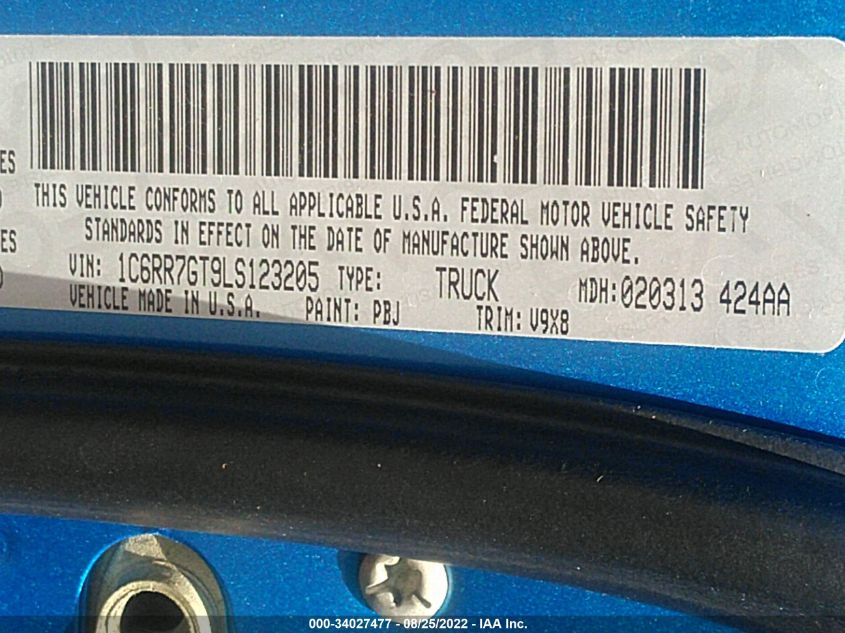 ES
ES
THIS VEHICLE CONFORMS TO ALL APPLICABLE U.S.A. FEDERAL MOTOR VEHICLE SAFETY
STANDARDS IN EFFECT ON THE DATE OF MANUFACTURE SHOWN ABOVE.
VIN: 1C6RR7GT9LS123205 TYPE: TRUCK MDH:020313 424AA
VEHICLE MADE IN U.S.A. PAINT: PBJ TRIM: V9X8
000-34027477 - 08/25/2022 - IAA Inc.